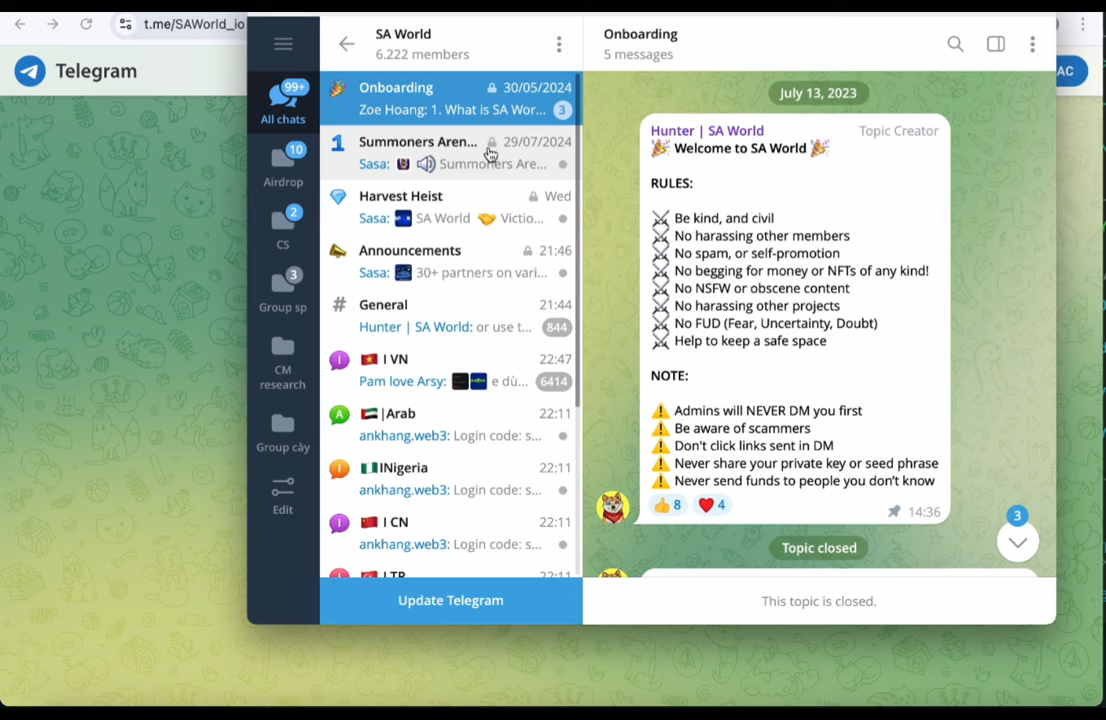 t.me/SAWorld_io
Telegram
AC
99+
All chats
10
Airdrop
2
CS
3
Group sp
CM
research
Group cày
Edit
SA World
6.222 members
Onboarding
30/05/2024
Zoe Hoang: 1. What is SA Wor...
3
1
Summoners Aren...
29/07/2024
Sasa: Summoners Are...
Harvest Heist
Wed
Sasa: SA World 🤝 Victio...
Announcements
21:46
Sasa: 30+ partners on vari...
# General
21:44
Hunter | SA World: or use t...
844
I
I VN
22:47
Pam love Arsy: e dù...
6414
A
|Arab
22:11
ankhang.web3: Login code: s...
I
INigeria
22:11
ankhang.web3: Login code: s...
I
I CN
22:11
ankhang.web3: Login code: s...
I TR
22:11
Update Telegram
Onboarding
5 messages
July 13, 2023
Hunter | SA World
Topic Creator
🎉 Welcome to SA World 🎉
RULES:
⚔️ Be kind, and civil
⚔️ No harassing other members
⚔️ No spam, or self-promotion
⚔️ No begging for money or NFTs of any kind!
⚔️ No NSFW or obscene content
⚔️ No harassing other projects
⚔️ No FUD (Fear, Uncertainty, Doubt)
⚔️ Help to keep a safe space
NOTE:
⚠️ Admins will NEVER DM you first
⚠️ Be aware of scammers
⚠️ Don't click links sent in DM
⚠️ Never share your private key or seed phrase
⚠️ Never send funds to people you don't know
👍 8
❤️ 4
14:36
3
Topic closed
This topic is closed.